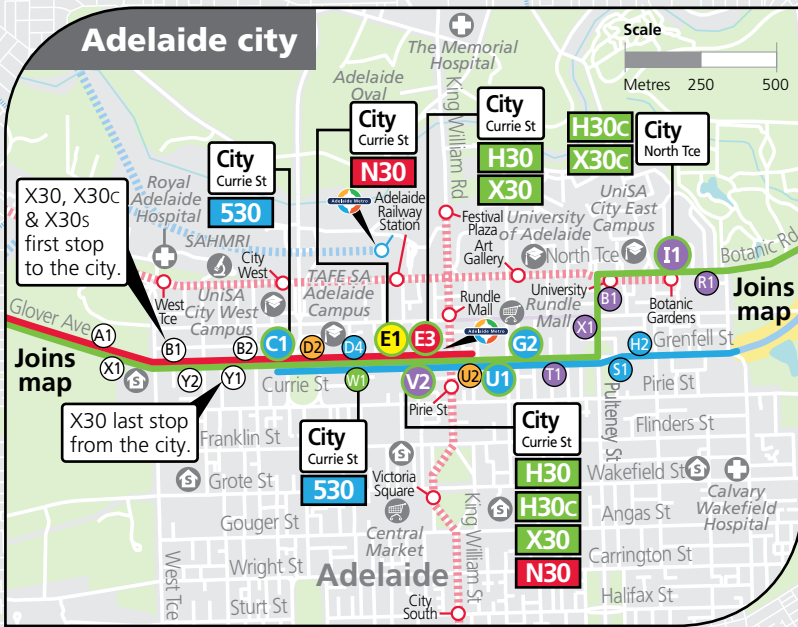 Adelaide city
The Memorial
Hospital
Scale
Metres 250 500
Adelaide
Oval
King William Rd
City
Currie St
N30
City
Currie St
H30
X30
H30C
X30C
City
North Tce
City
Currie St
530
X30, X30C
& X30S
first stop
to the city.
Royal
Adelaide
Hospital
SAHMRI
Adelaide Metro
Adelaide
Railway
Station
Festival
Plaza
University
of Adelaide
UniSA
City East
Campus
Art
Gallery
North Tce
I1
Botanic Rd
City
West
West
Tce
UniSA
City West
Campus
TAFE SA
Adelaide
Campus
Rundle
Mall
University
Rundle
Mall
B1
R1
Botanic
Gardens
Joins
map
Glover Ave
A1
B1
B2
C1
D2
D4
E1
E3
Adelaide Metro
G2
X1
H2
Grenfell St
Joins
map
X1
S
Y2
Y1
Currie St
W1
V2
U2
U1
T1
S1
Pirie St
Pirie St
X30 last stop
from the city.
Franklin St
City
Currie St
530
City
Currie St
H30
H30C
X30
N30
Pulteney St
Flinders St
S
Grote St
S
Victoria
Square
S
King William St
Wakefield St
S
Calvary
Wakefield
Hospital
Gouger St
Central
Market
Angas St
West Tce
Wright St
Adelaide
Carrington St
Sturt St
City
South
Halifax St